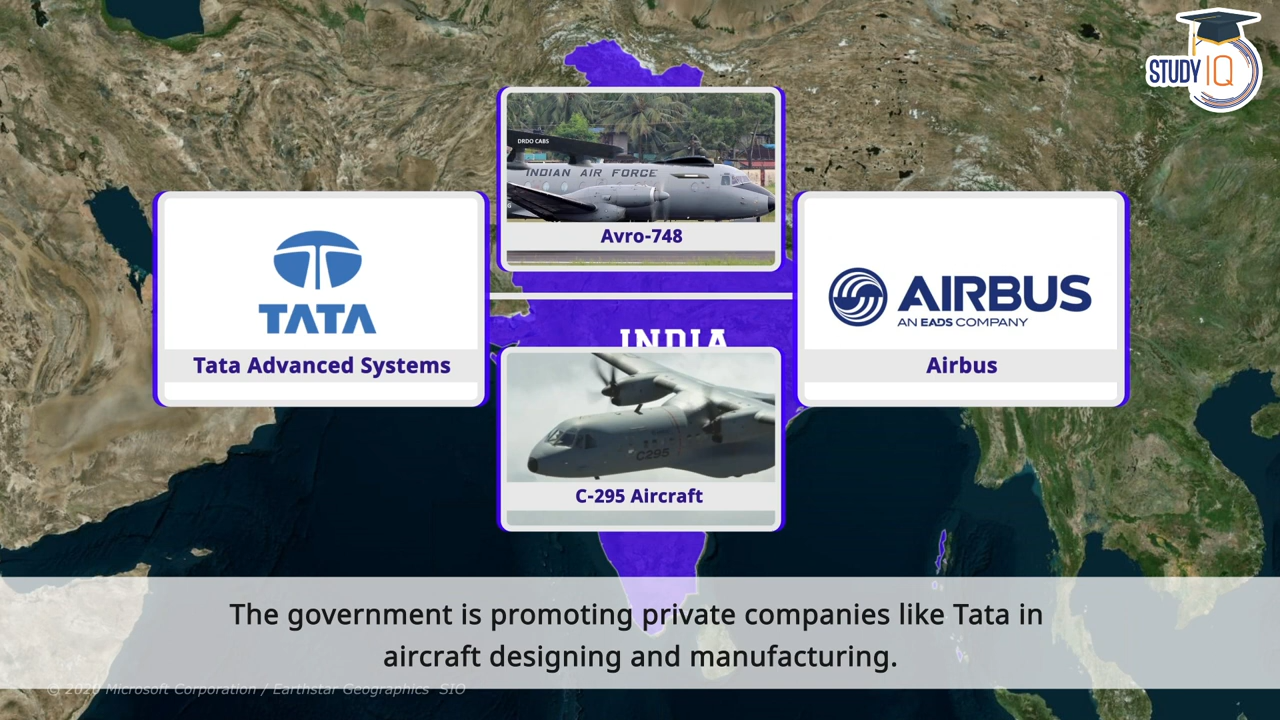 STUDY IQ
DRDO CABS
INDIAN AIR FORCE
Avro-748
TATA
Tata Advanced Systems
AIRBUS
AN EADS COMPANY
Airbus
INDIA
C295
C-295 Aircraft
The government is promoting private companies like Tata in
aircraft designing and manufacturing.
© 2020 Microsoft Corporation / Earthstar Geographics SIO